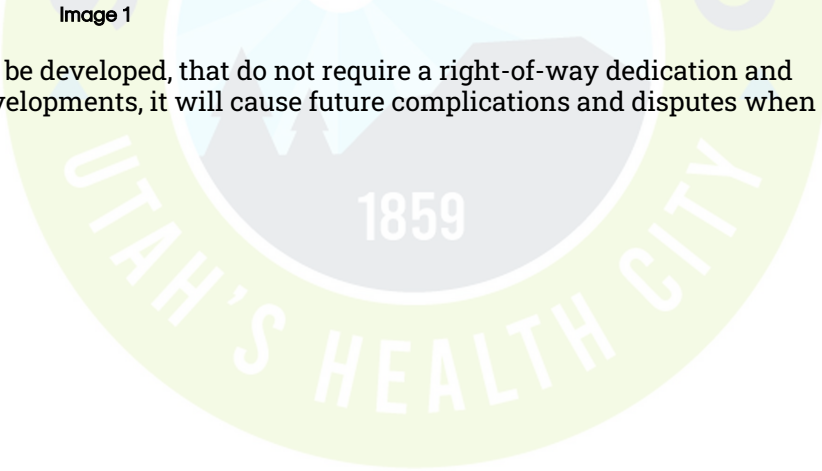 Image 1
be developed, that do not require a right-of-way dedication and
velopments, it will cause future complications and disputes when
1859
UTAH'S HEALTH CITY